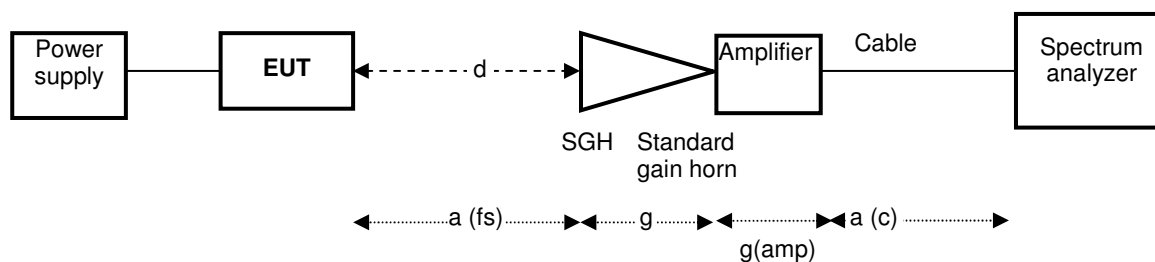 Power
supply
EUT
d
Amplifier
Cable
Spectrum
analyzer
SGH
Standard
gain horn
a (fs)
g
g(amp)
a (c)